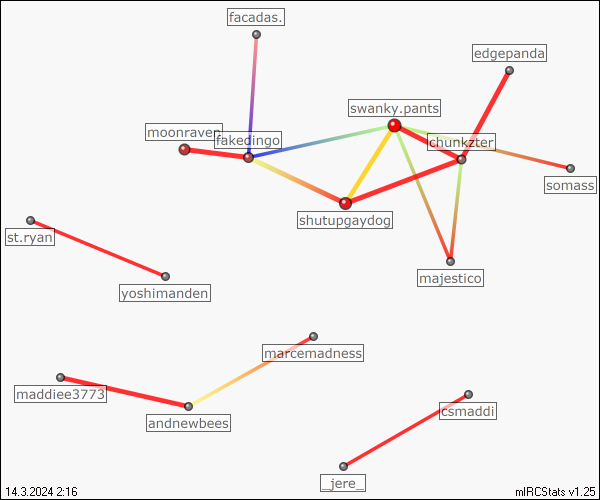 facadas.
edgepanda
swanky.pants
moonraven
fakedingo
chunkzter
somass
shutupgaydog
st.ryan
majestico
yoshimanden
marcemadness
maddiee3773
csmaddi
andnewbees
_jere_
14.3.2024 2:16
mIRCStats v1.25